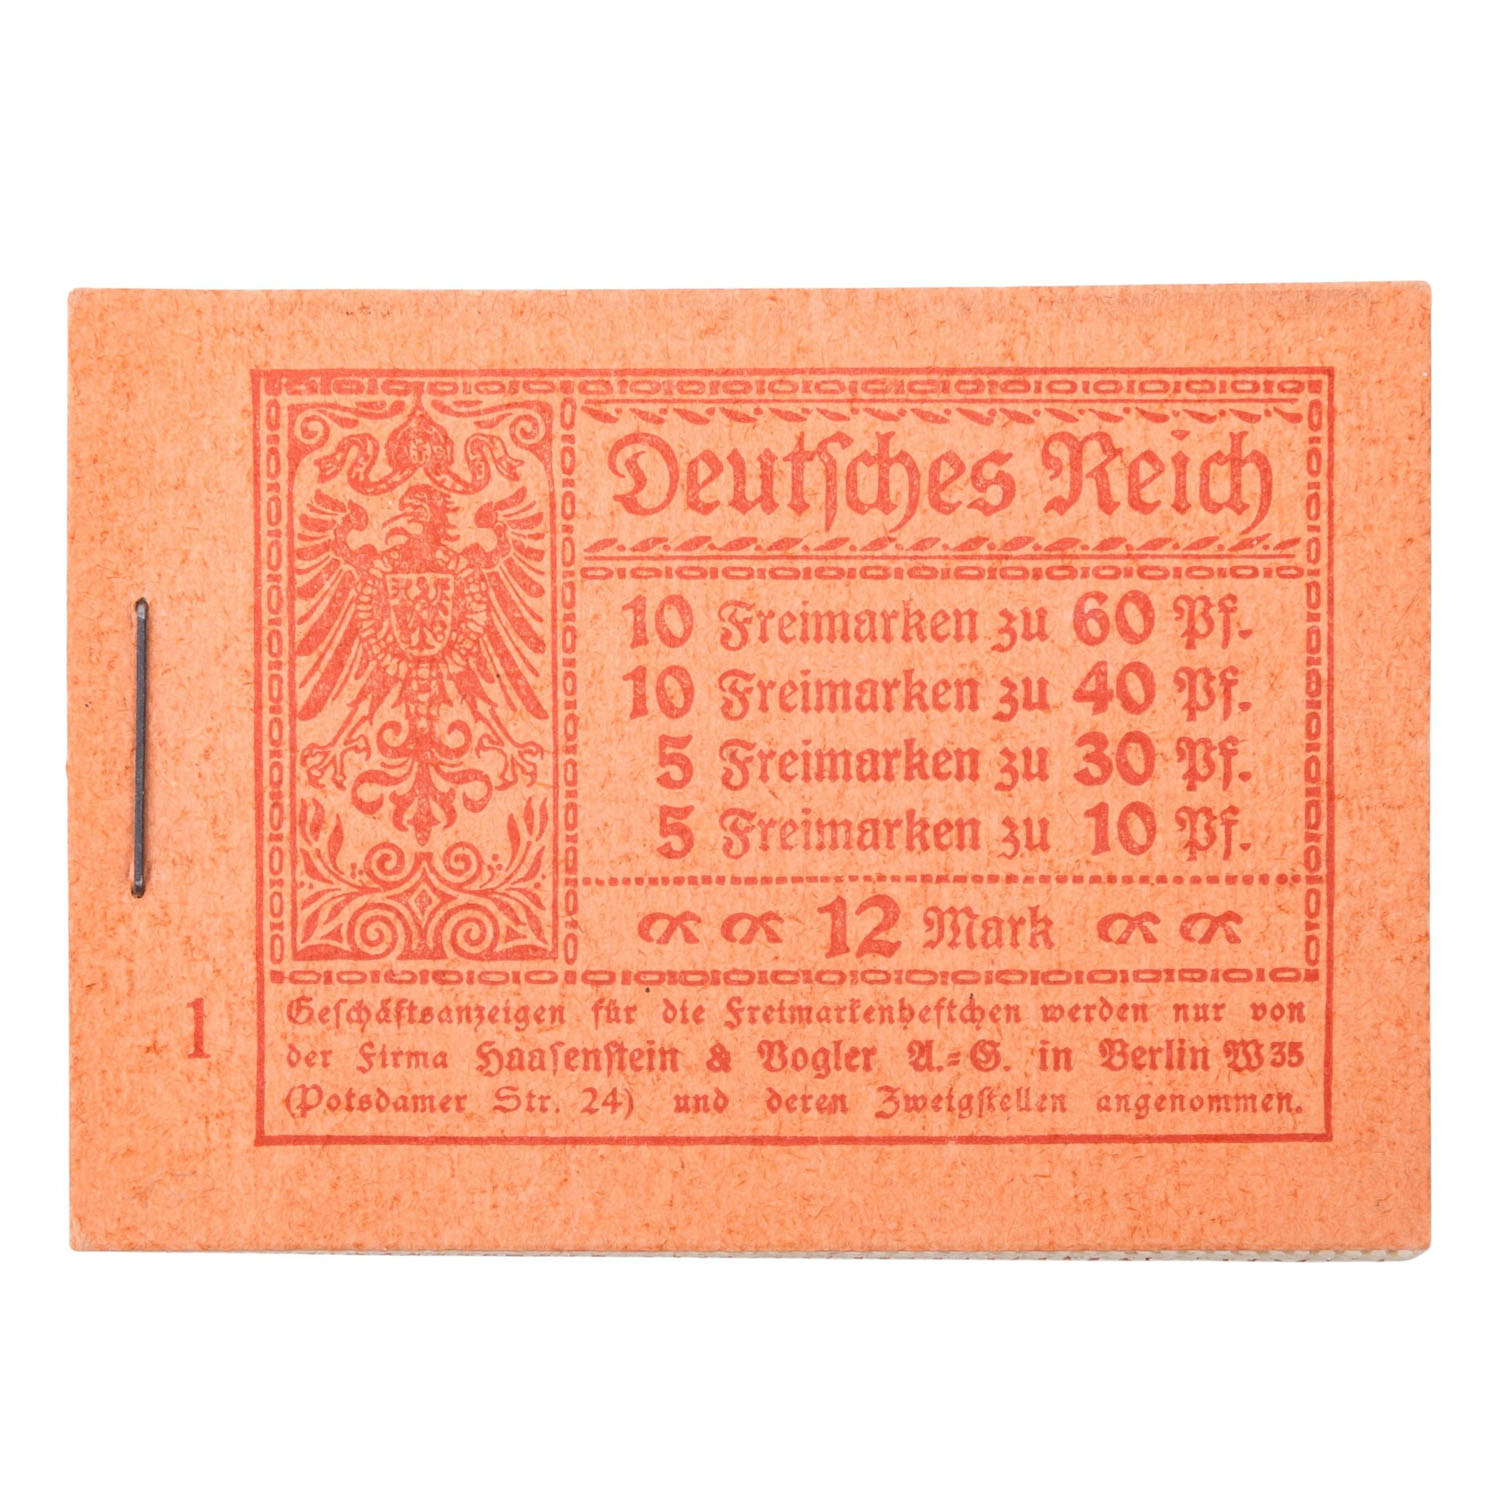 Deutsches Reich
10 Freimarken zu 60 Pf.
10 Freimarken zu 40 Pf.
5 Freimarken zu 30 Pf.
5 Freimarken zu 10 Pf.
12 Mark
1
Geschäftsanzeigen für die Freimarkenheftchen werden nur von
der Firma Haasenstein & Vogler A.=G. in Berlin W 35
(Potsdamer Str. 24) und deren Zweigstellen angenommen.